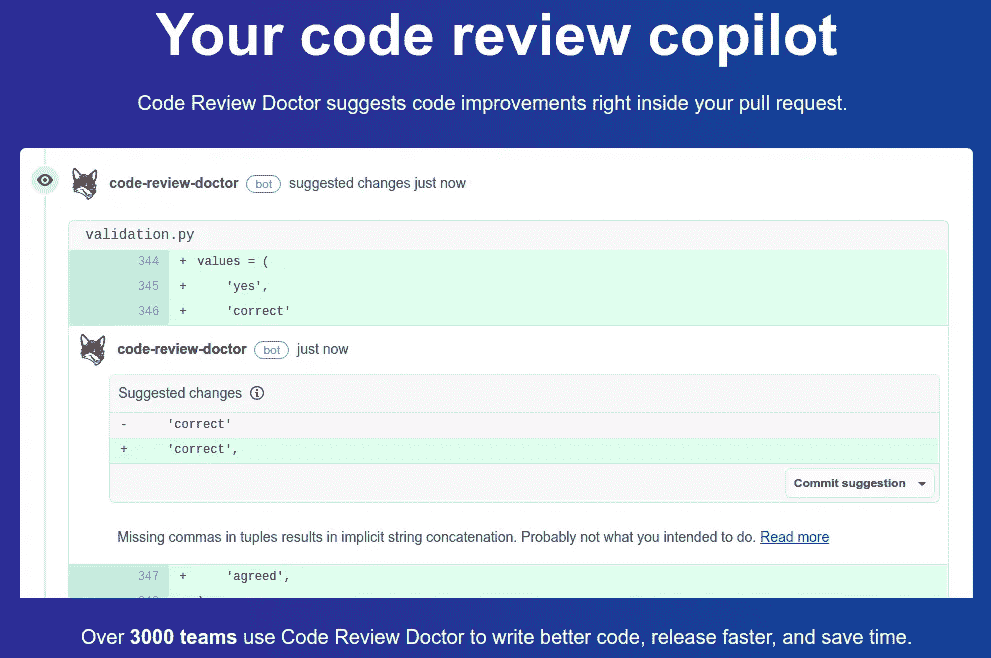 Your code review copilot
Code Review Doctor suggests code improvements right inside your pull request.
code-review-doctor bot suggested changes just now
validation.py
344 + values = (
345 + 'yes',
346 + 'correct'
code-review-doctor bot just now
Suggested changes
- 'correct'
+ 'correct',
Commit suggestion
Missing commas in tuples results in implicit string concatenation. Probably not what you intended to do. Read more
347 + 'agreed',
Over 3000 teams use Code Review Doctor to write better code, release faster, and save time.